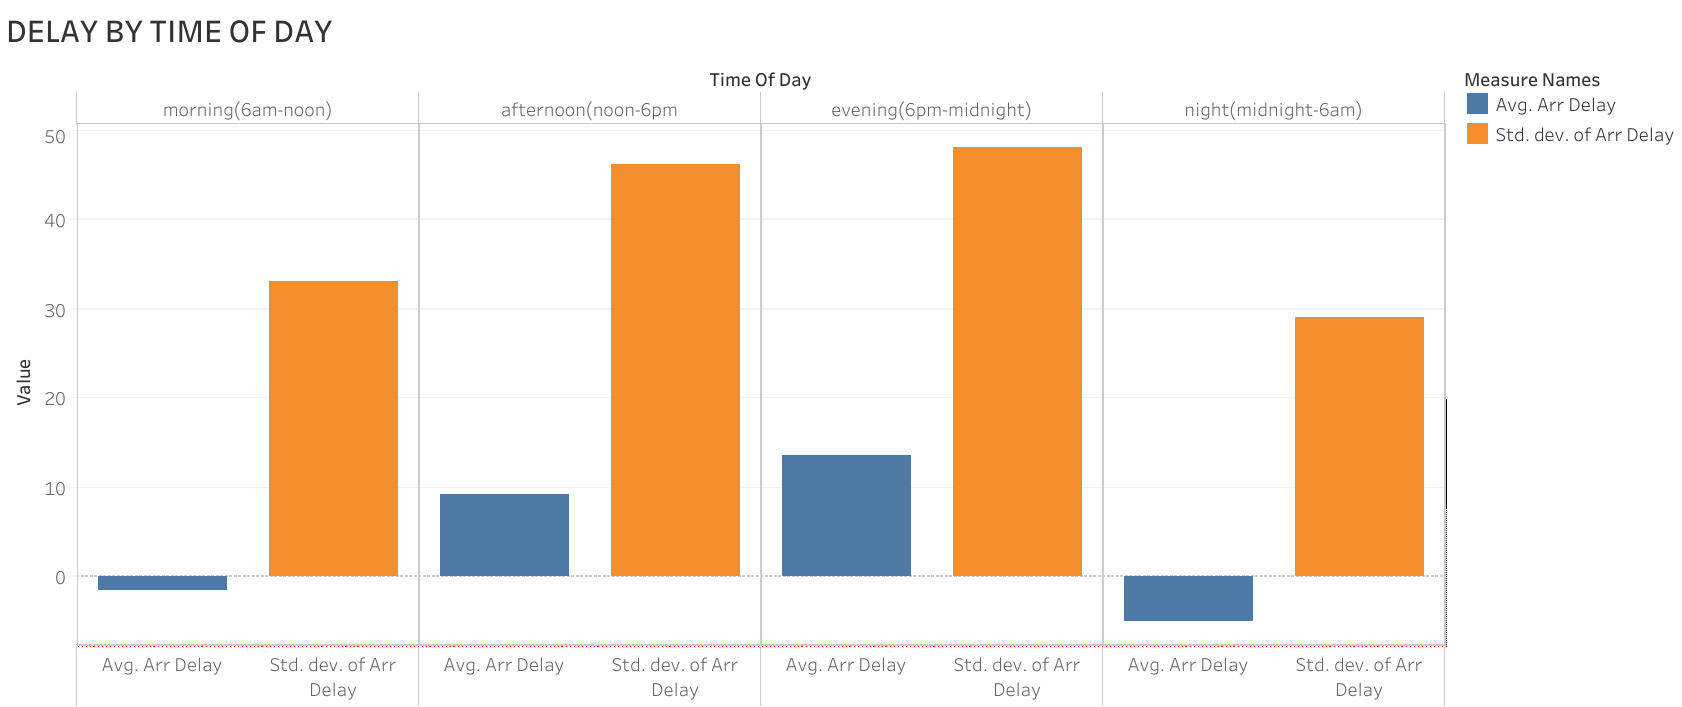 DELAY BY TIME OF DAY
Time Of Day
Measure Names
morning(6am-noon)
afternoon(noon-6pm
evening(6pm-midnight)
night(midnight-6am)
Avg. Arr Delay
Std. dev. of Arr Delay
50
40
30
20
10
0
Value
Avg. Arr Delay
Std. dev. of Arr
Delay
Avg. Arr Delay
Std. dev. of Arr
Delay
Avg. Arr Delay
Std. dev. of Arr
Delay
Avg. Arr Delay
Std. dev. of Arr
Delay